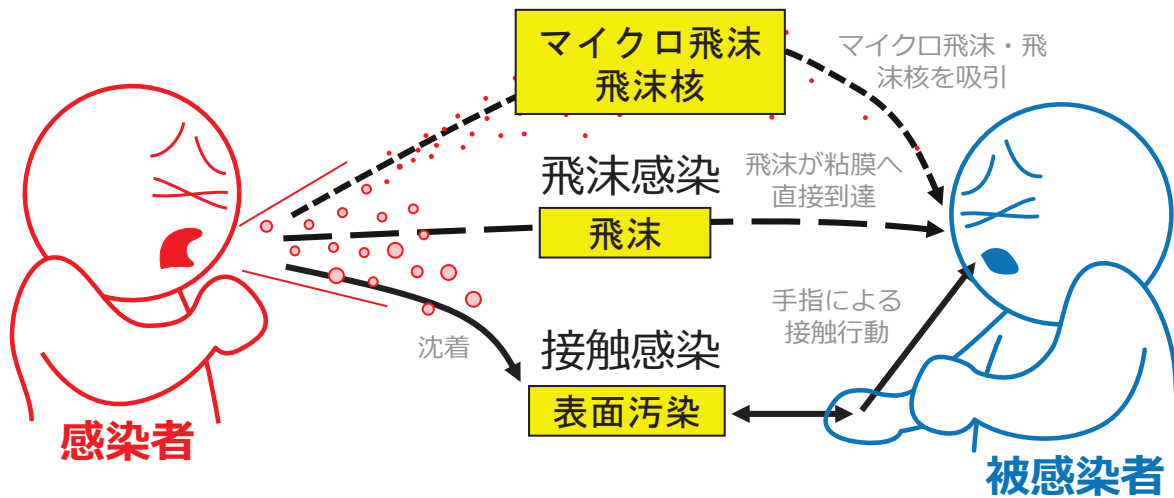 マイクロ飛沫
飛沫核
マイクロ飛沫・飛
沫核を吸引
飛沫感染
飛沫が粘膜へ
直接到達
飛沫
手指による
接触行動
沈着
接触感染
表面汚染
感染者
被感染者